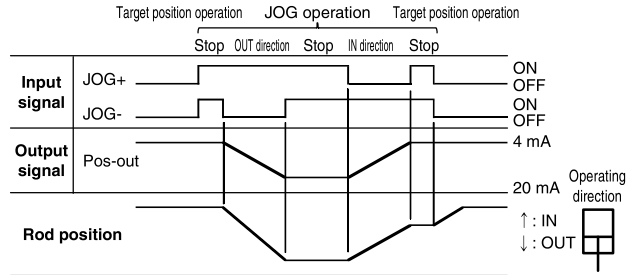 Target position operation JOG operation Target position operation
Stop OUT direction Stop IN direction Stop
Input signal
JOG+
ON
OFF
JOG-
ON
OFF
Output signal
Pos-out
4 mA
20 mA
Rod position
Operating direction
↑ : IN
↓ : OUT